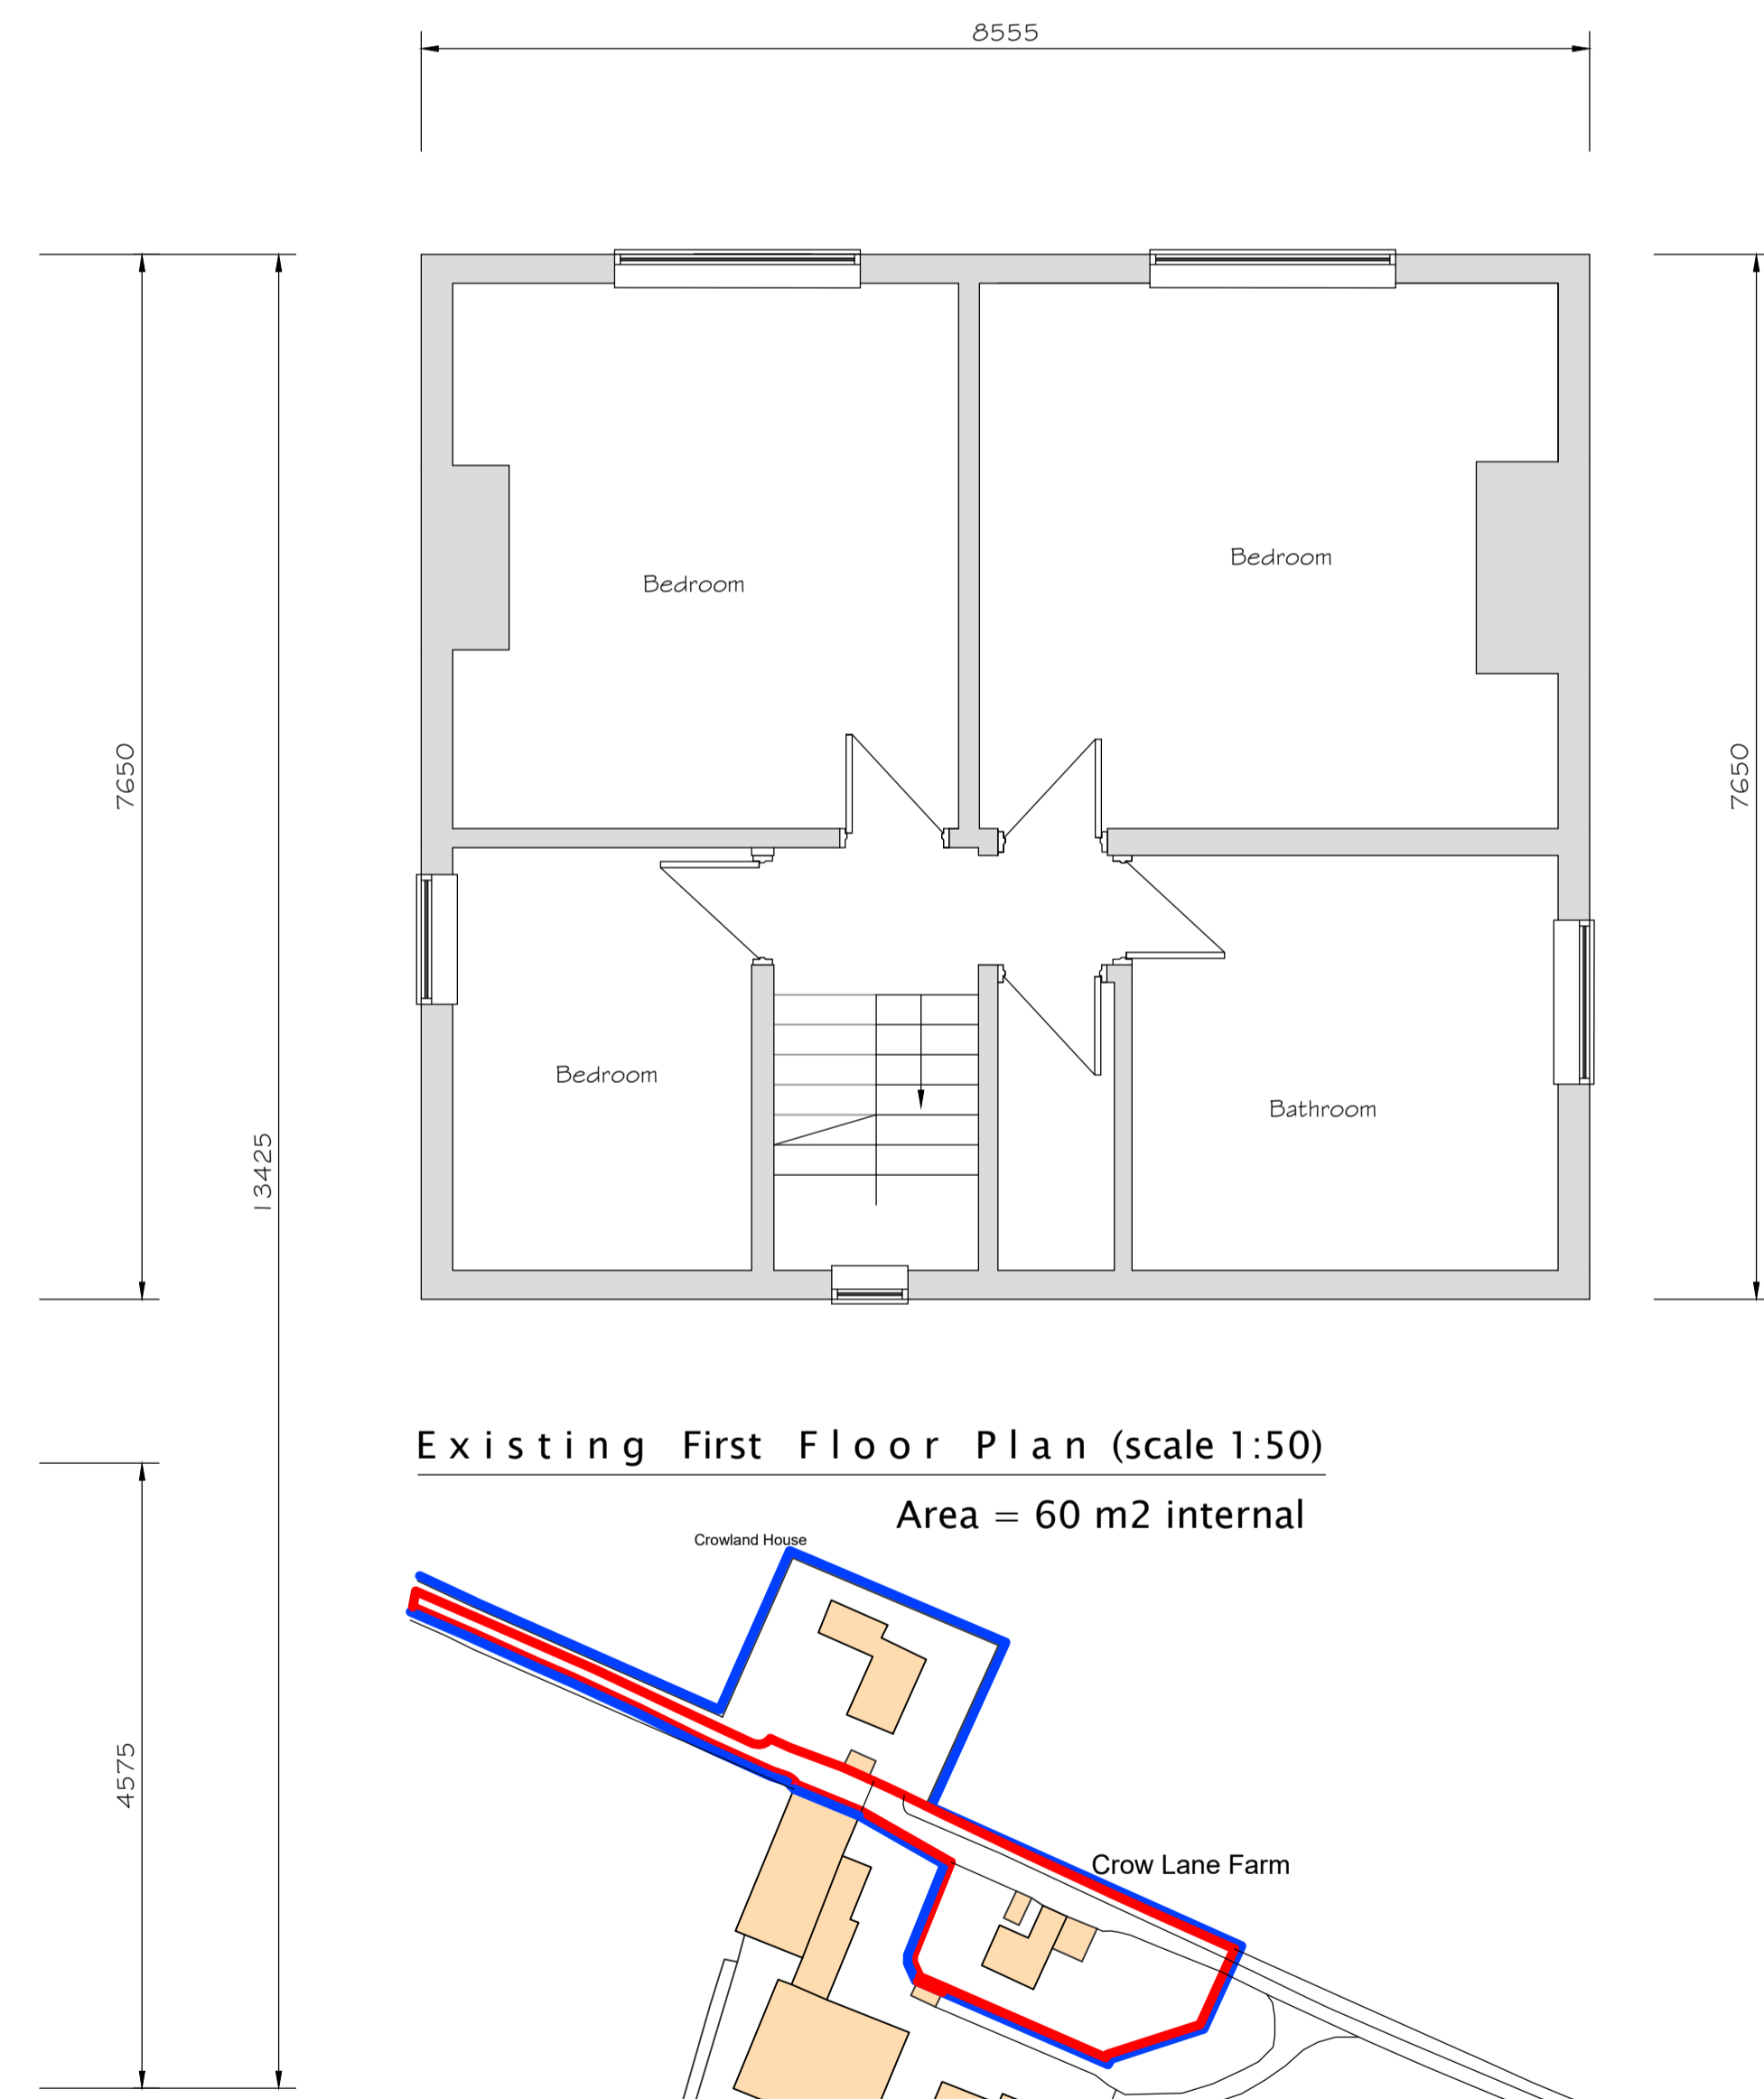 8555
Bedroom
Bedroom
7650
7650
Bedroom
Bathroom
13425
Existing First Floor Plan (scale 1:50)
Area = 60 m2 internal
Crowland House
4575
Crow Lane Farm